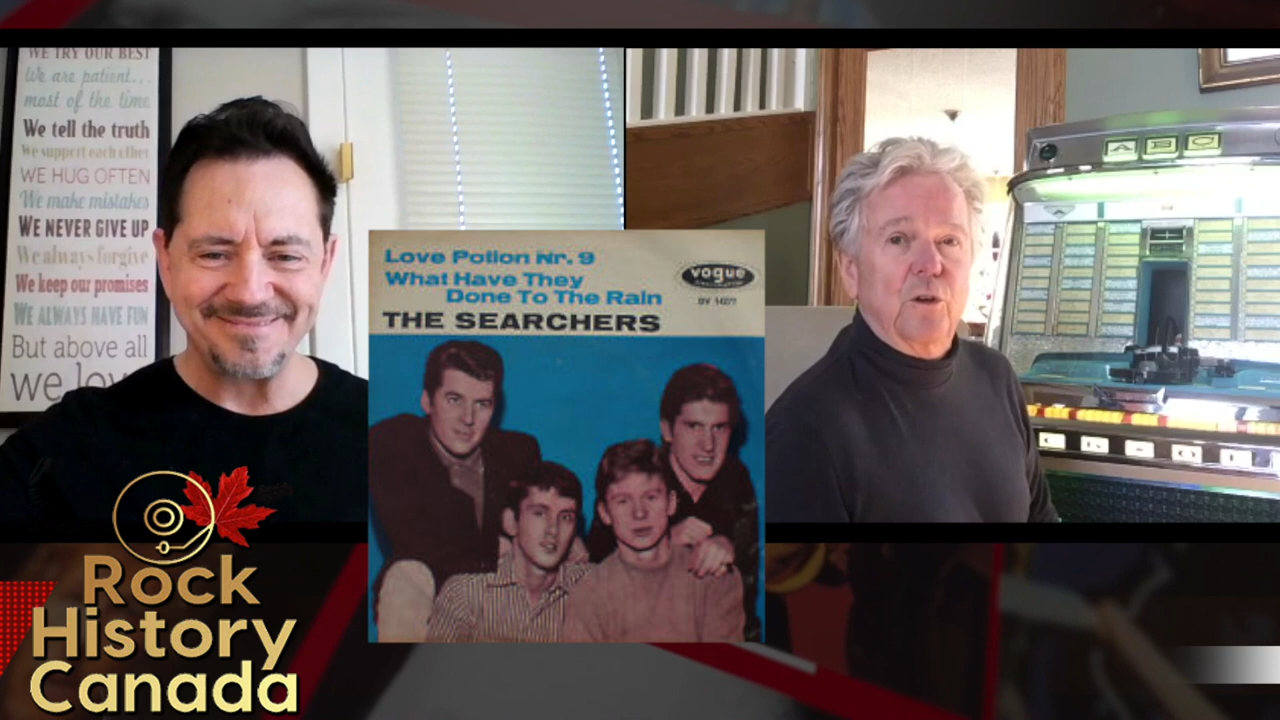 WE TRY OUR BEST
We are patient...
most of the time
We tell the truth
We support each other
WE HUG OFTEN
We make mistakes
WE NEVER GIVE UP
We always forgive
We keep our promises
WE ALWAYS HAVE FUN
But above all
we lov
Love Potion Nr. 9
What Have They
Done To The Rain
THE SEARCHERS
vogue
A B C
Rock
History
Canada